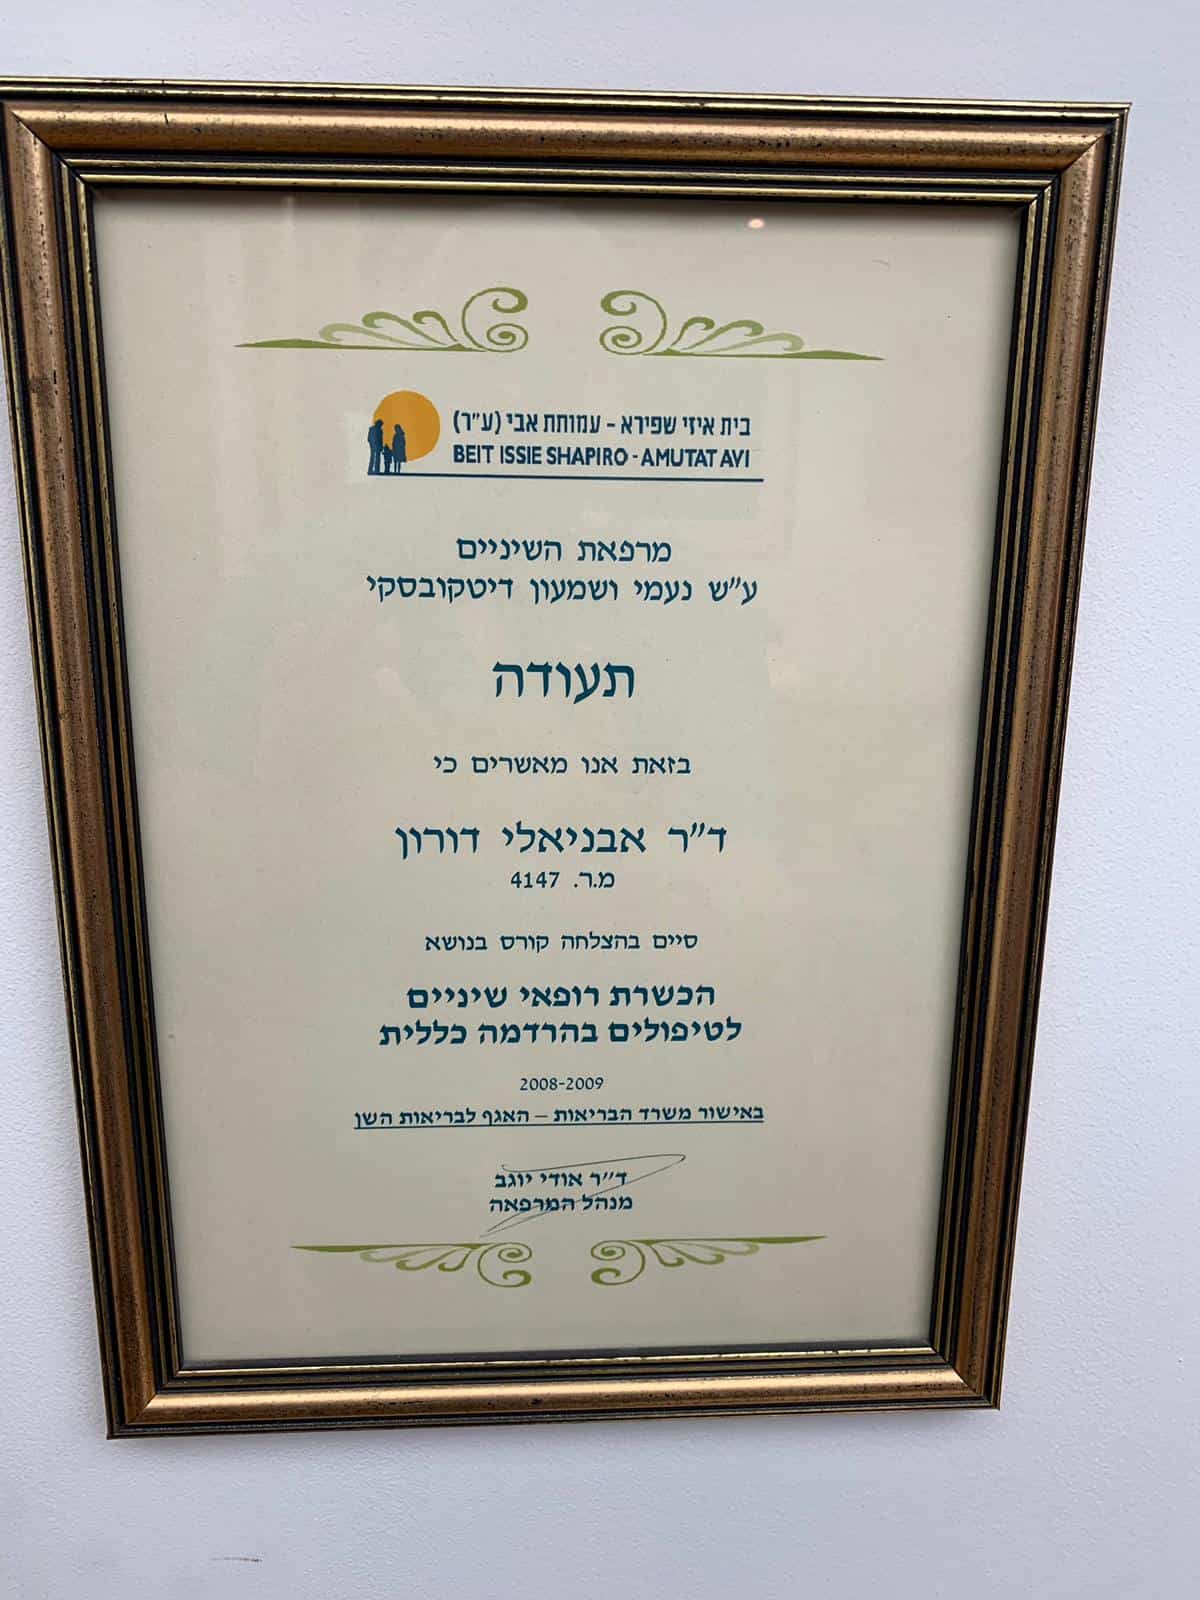 בית איזי שפירא - עמותת אבי (ע"ר)
BEIT ISSIE SHAPIRO - AMUTAT AVI
מרפאת השיניים
ע"ש נעמי ושמעון דיטקובסקי
תעודה
בזאת אנו מאשרים כי
ד"ר אבניאלי דורון
מ.ר. 4147
סיים בהצלחה קורס בנושא
הכשרת רופאי שיניים
לטיפולים בהרדמה כללית
2008-2009
באישור משרד הבריאות – האגף לבריאות השן
ד"ר אודי יוגב
מנהל המרפאה